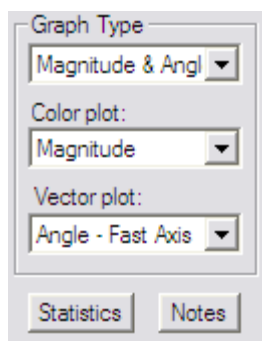 Graph Type
Magnitude & Angl
Color plot:
Magnitude
Vector plot:
Angle - Fast Axis
Statistics Notes